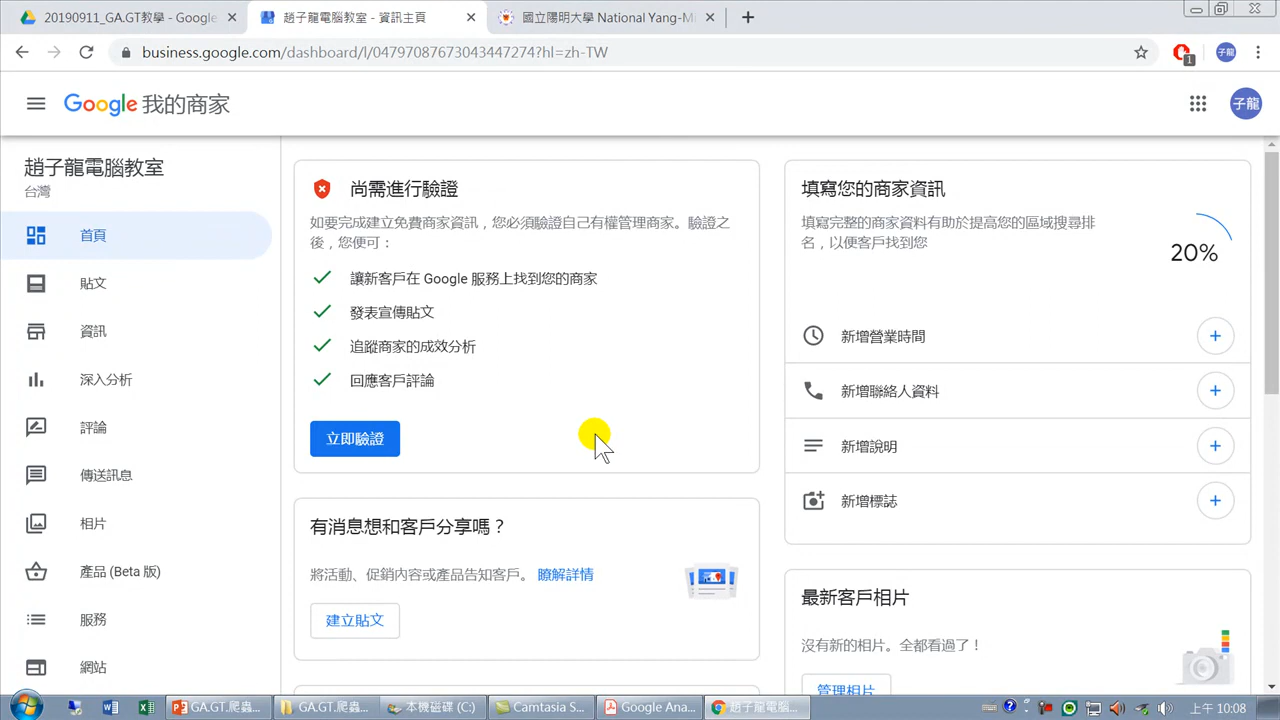 20190911_GA.GT教學 - Google
趙子龍電腦教室 - 資訊主頁
國立陽明大學 National Yang-Mi
business.google.com/dashboard/l/04797087673043447274?hl=zh-TW
1
子龍
Google 我的商家
子龍
趙子龍電腦教室
台灣
首頁
貼文
資訊
深入分析
評論
傳送訊息
相片
產品 (Beta 版)
服務
網站
尚需進行驗證
如要完成建立免費商家資訊，您必須驗證自己有權管理商家。驗證之
後，您便可：
讓新客戶在 Google 服務上找到您的商家
發表宣傳貼文
追蹤商家的成效分析
回應客戶評論
立即驗證
有消息想和客戶分享嗎？
將活動、促銷內容或產品告知客戶。 瞭解詳情
建立貼文
填寫您的商家資訊
填寫完整的商家資料有助於提高您的區域搜尋排
名，以便客戶找到您
20%
新增營業時間
新增聯絡人資料
新增說明
新增標誌
最新客戶相片
沒有新的相片。全都看過了！
管理相片
GA.GT.爬蟲...
GA.GT.爬蟲...
本機磁碟 (C:)
Camtasia S...
Google Ana...
趙子龍電腦...
上午 10:08